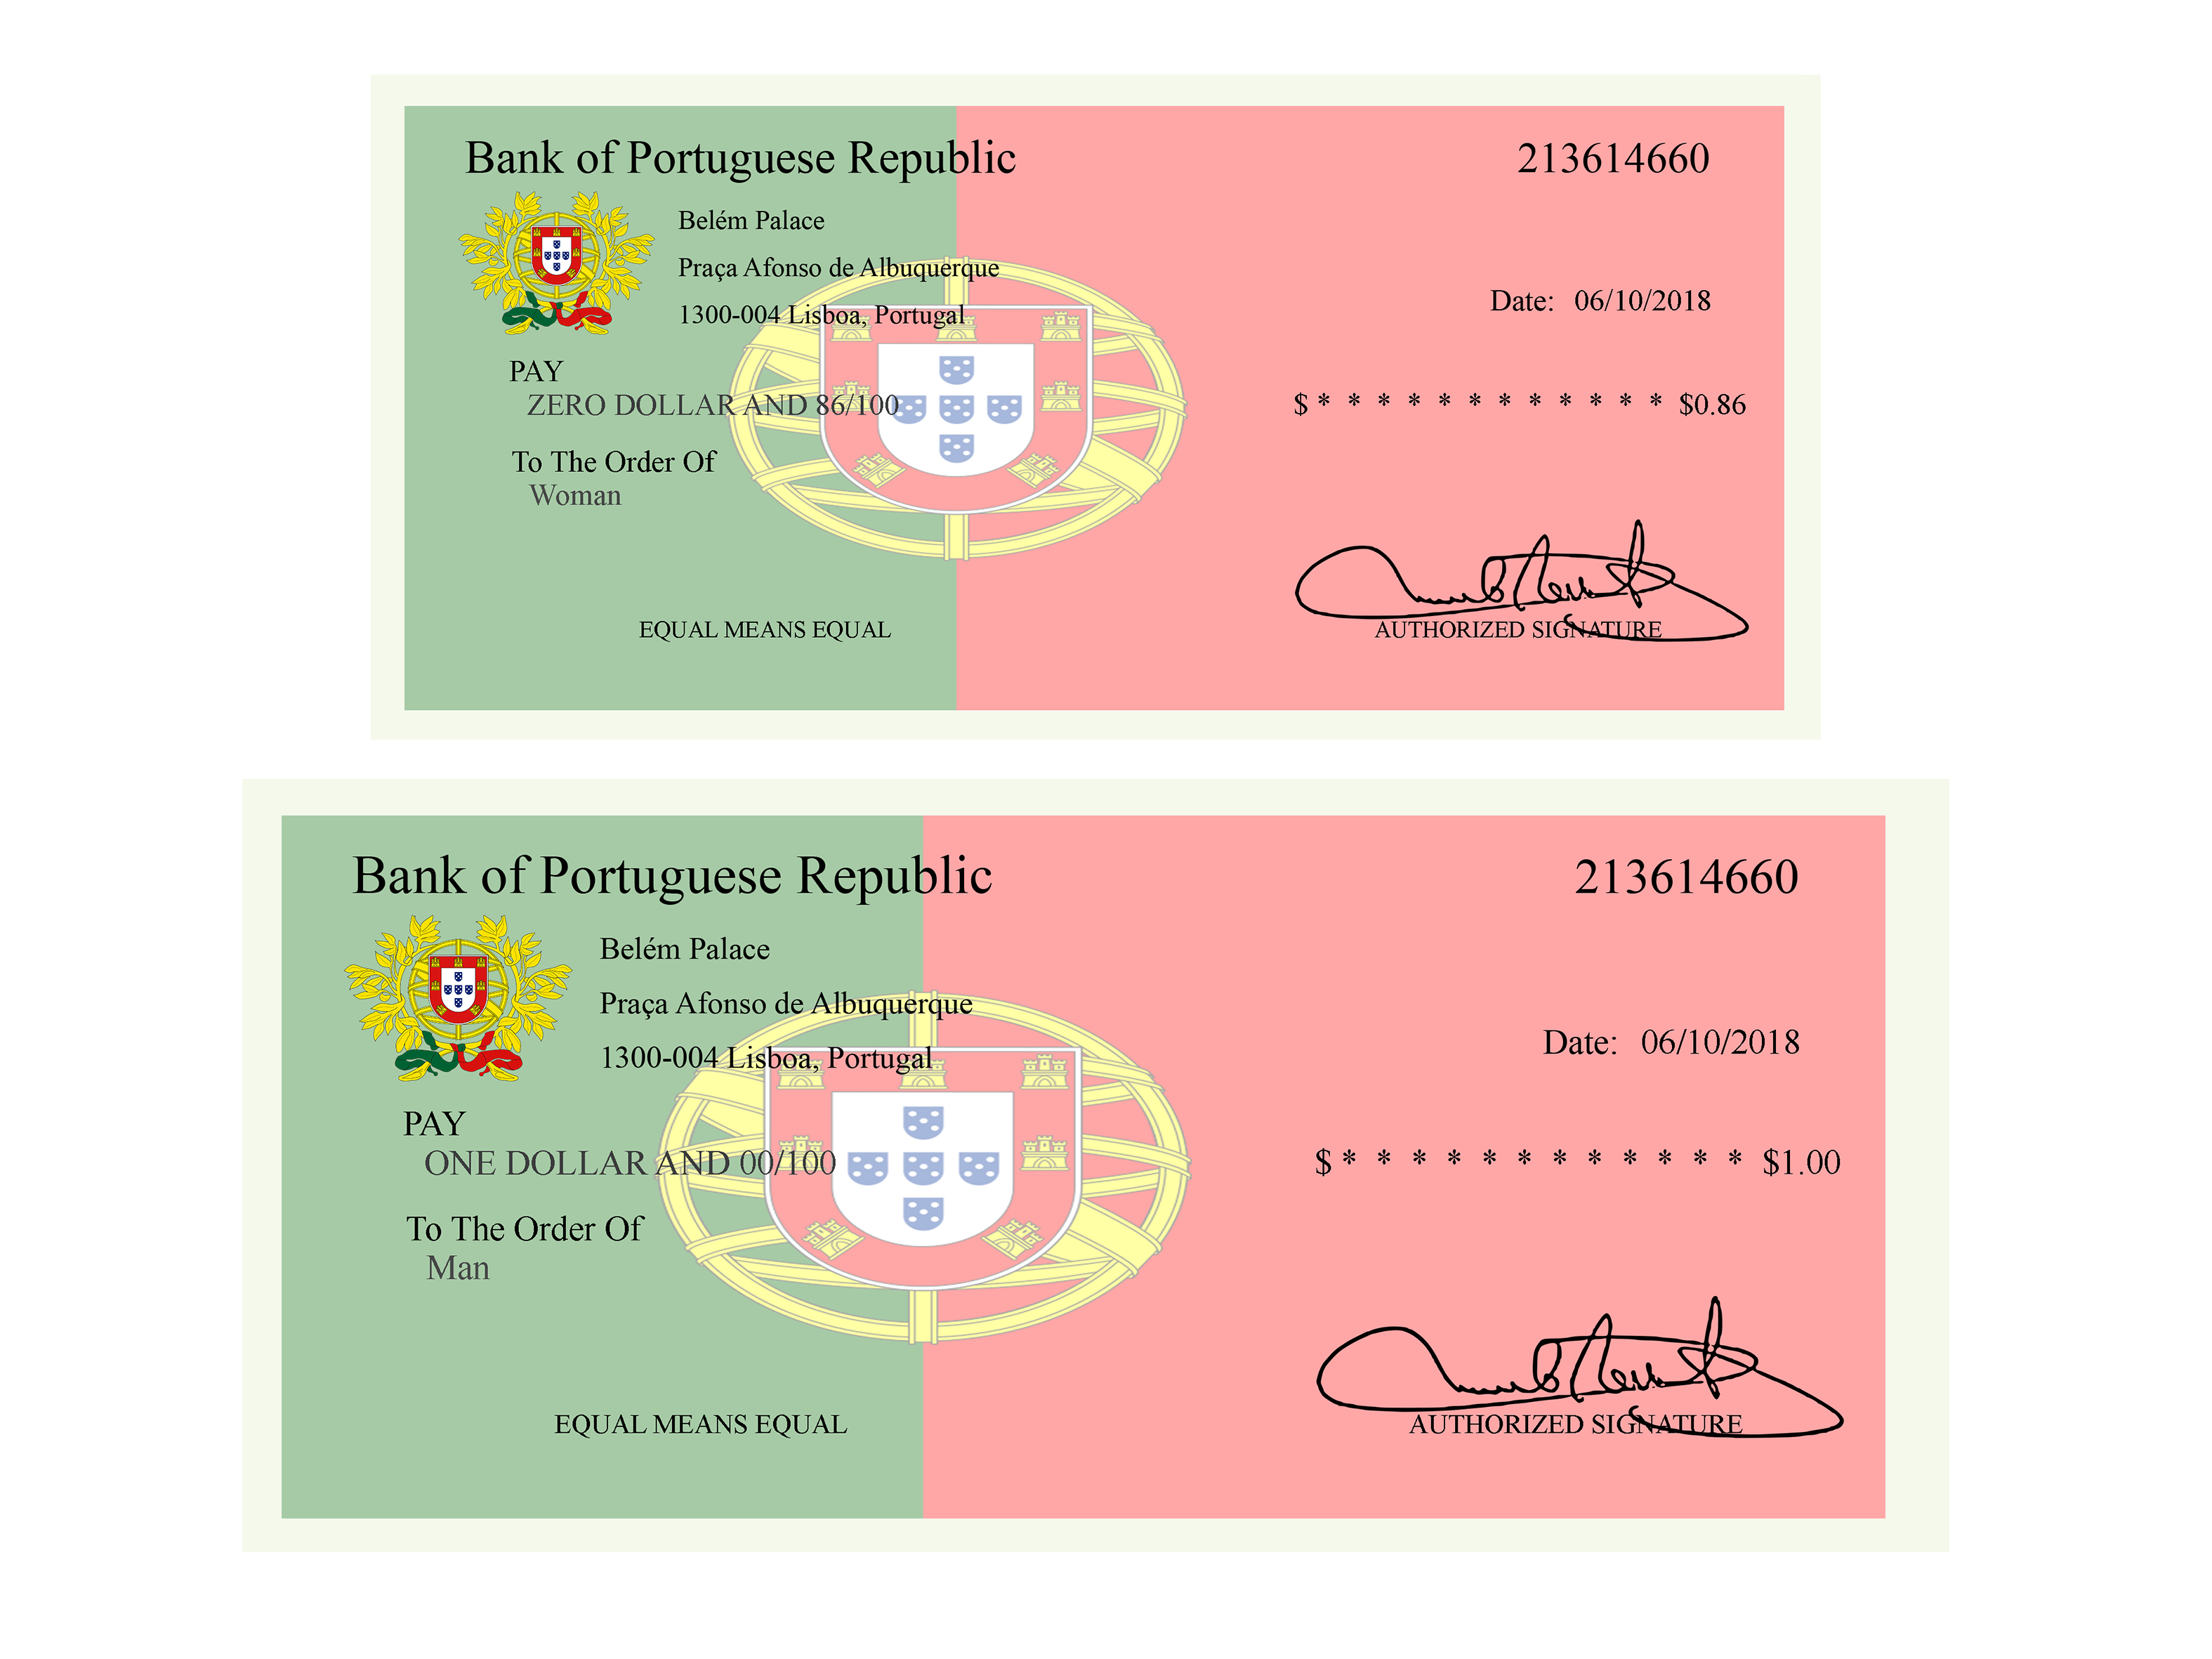 Bank of Portuguese Republic
213614660
Belém Palace
Praça Afonso de Albuquerque
1300-004 Lisboa, Portugal
Date: 06/10/2018
PAY
ZERO DOLLAR AND 86/100
$ * * * * * * * * * * * * $0.86
To The Order Of
Woman
EQUAL MEANS EQUAL
AUTHORIZED SIGNATURE
Bank of Portuguese Republic
213614660
Belém Palace
Praça Afonso de Albuquerque
1300-004 Lisboa, Portugal
Date: 06/10/2018
PAY
ONE DOLLAR AND 00/100
$ * * * * * * * * * * * * $1.00
To The Order Of
Man
EQUAL MEANS EQUAL
AUTHORIZED SIGNATURE